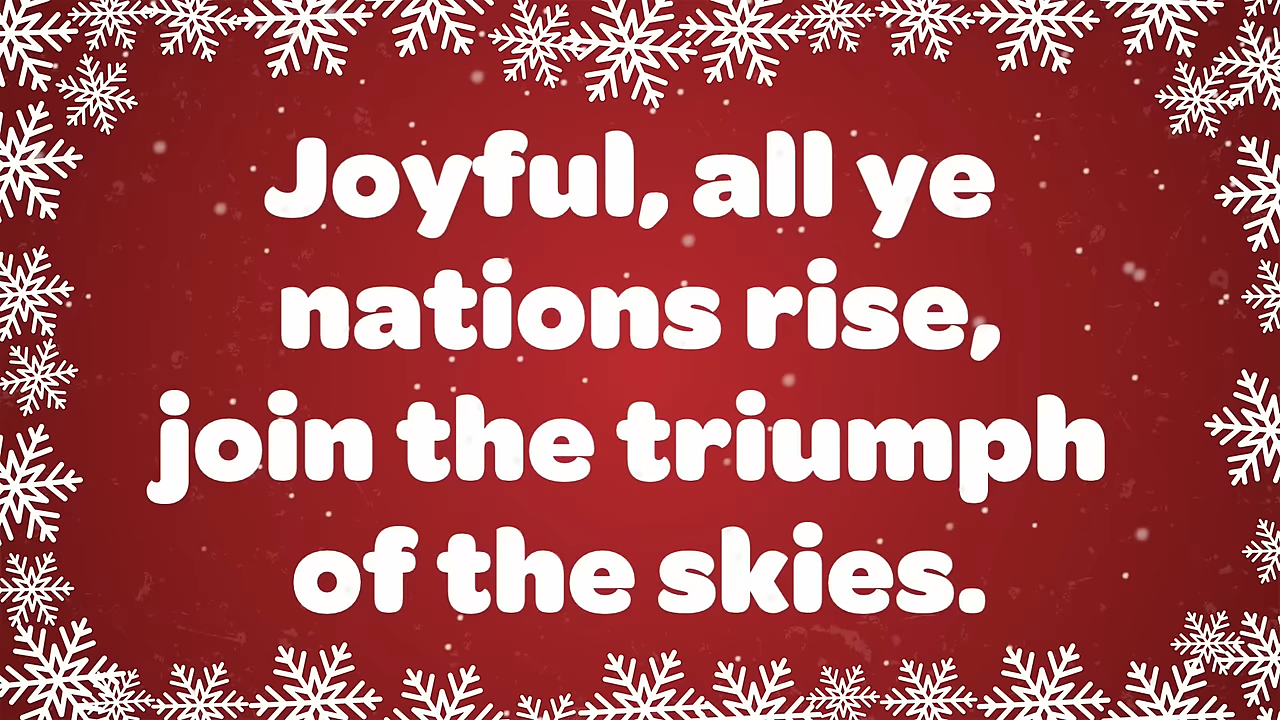 Joyful, all ye
nations rise,
join the triumph
of the skies.